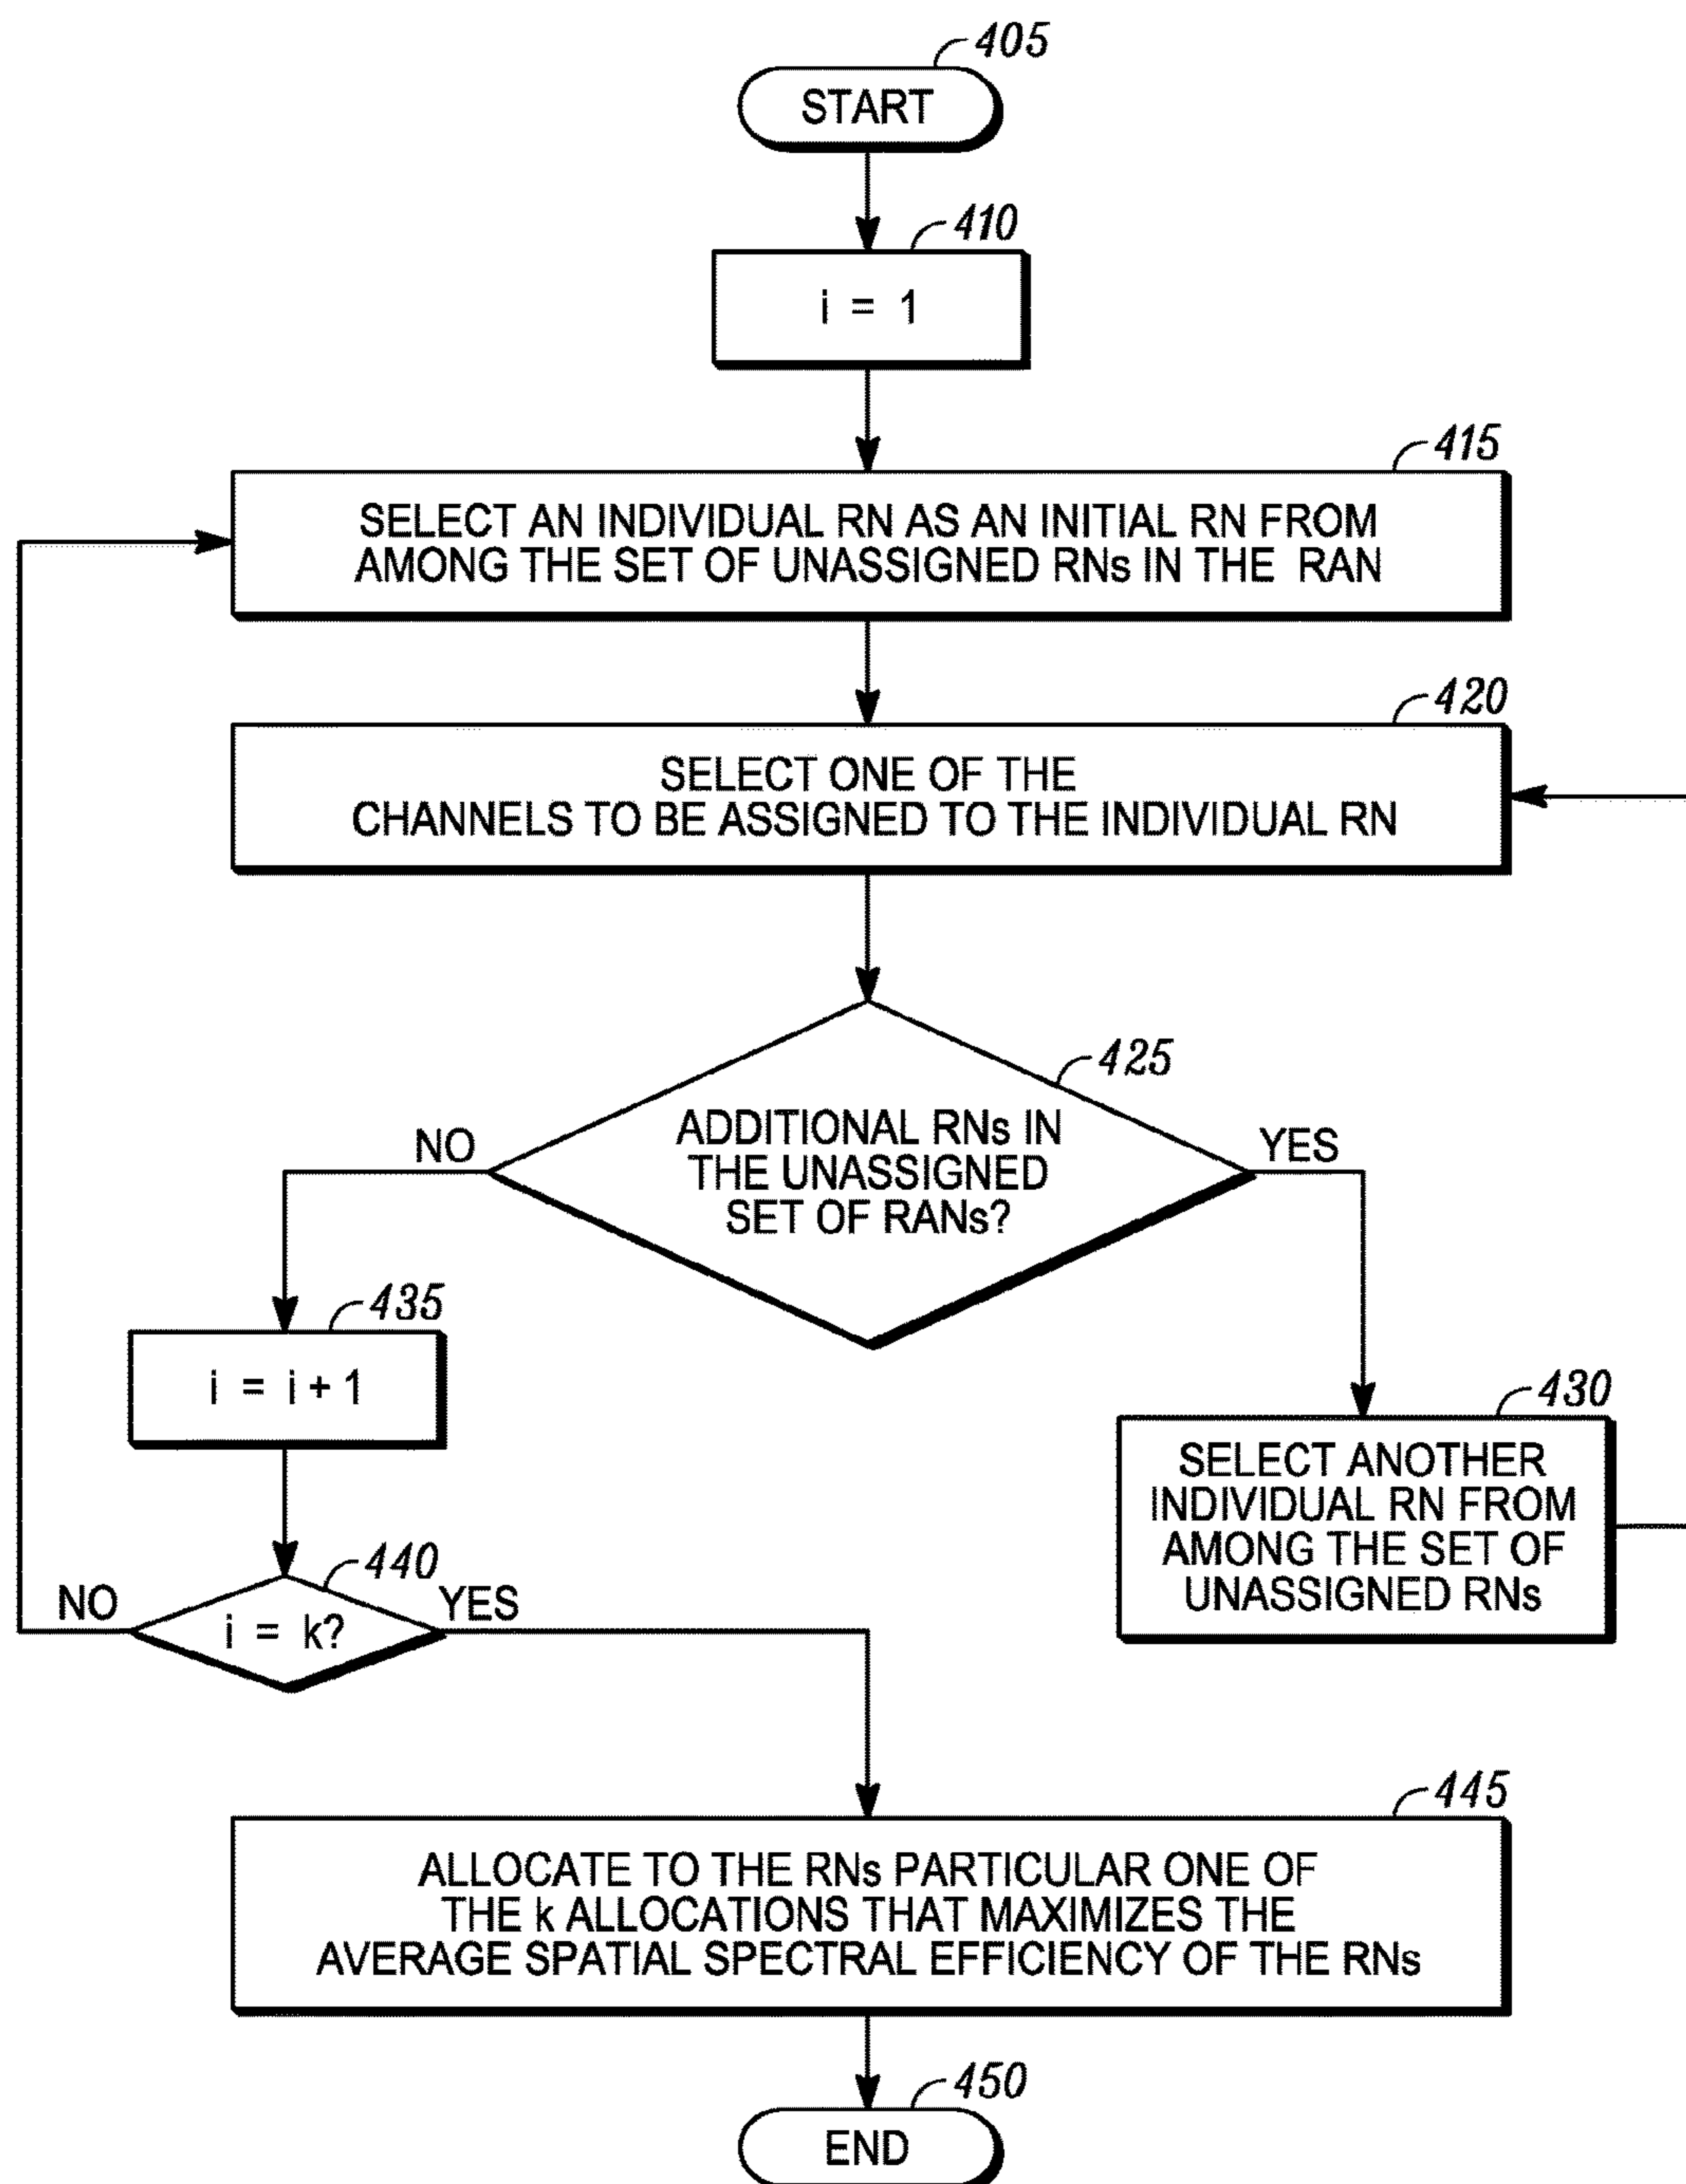 405
START
410
i = 1
415
SELECT AN INDIVIDUAL RN AS AN INITIAL RN FROM
AMONG THE SET OF UNASSIGNED RNs IN THE RAN
420
SELECT ONE OF THE
CHANNELS TO BE ASSIGNED TO THE INDIVIDUAL RN
425
ADDITIONAL RNs IN
THE UNASSIGNED
SET OF RANs?
NO
YES
435
i = i + 1
430
SELECT ANOTHER
INDIVIDUAL RN FROM
AMONG THE SET OF
UNASSIGNED RNs
440
NO
YES
i = k?
445
ALLOCATE TO THE RNs PARTICULAR ONE OF
THE k ALLOCATIONS THAT MAXIMIZES THE
AVERAGE SPATIAL SPECTRAL EFFICIENCY OF THE RNs
450
END